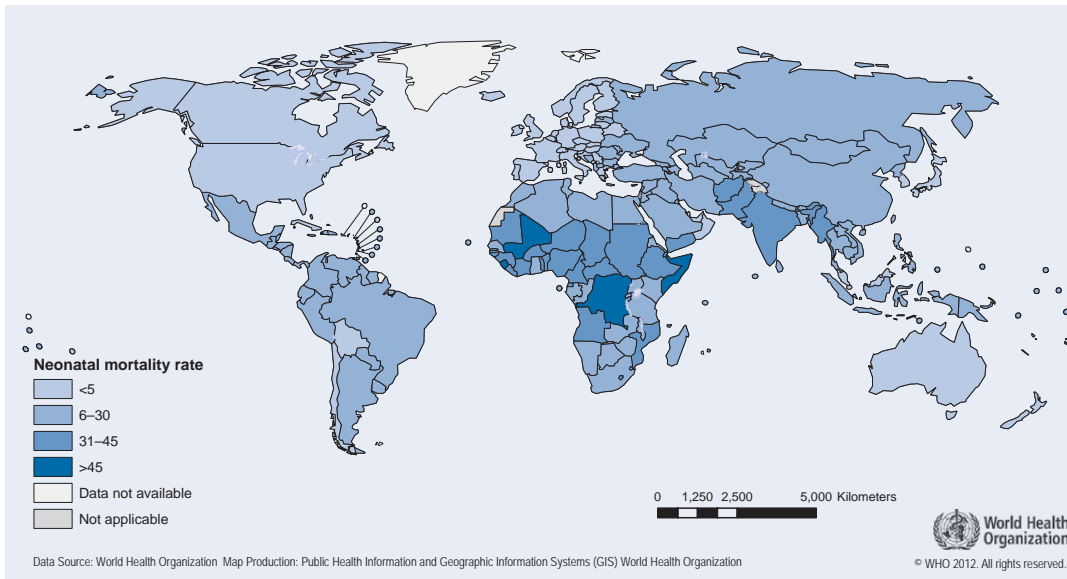 Neonatal mortality rate
<5
6–30
31–45
>45
Data not available
Not applicable
0 1,250 2,500 5,000 Kilometers
World Health
Organization
Data Source: World Health Organization Map Production: Public Health Information and Geographic Information Systems (GIS) World Health Organization
© WHO 2012. All rights reserved.